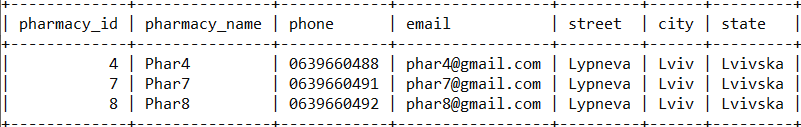 | pharmacy_id | pharmacy_name | phone | email | street | city | state |
| 4 | Phar4 | 0639660488 | phar4@gmail.com | Lypneva | Lviv | Lvivska |
| 7 | Phar7 | 0639660491 | phar7@gmail.com | Lypneva | Lviv | Lvivska |
| 8 | Phar8 | 0639660492 | phar8@gmail.com | Lypneva | Lviv | Lvivska |